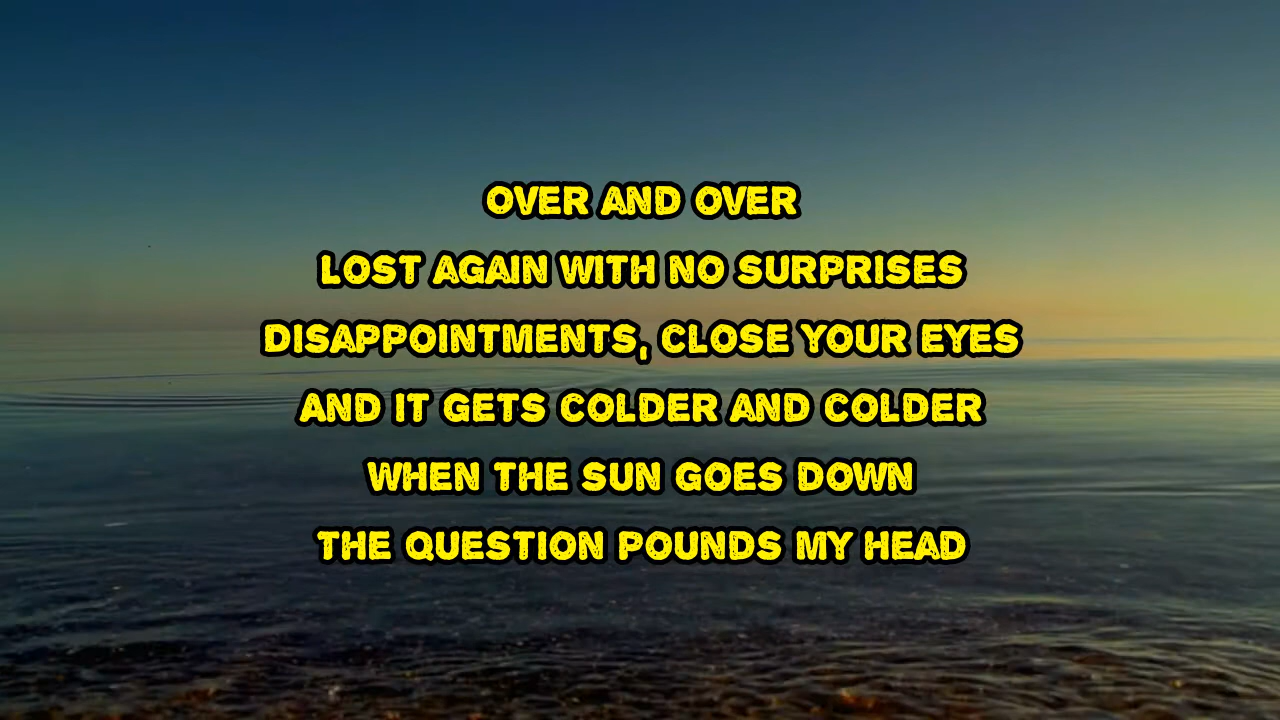 OVER AND OVER
LOST AGAIN WITH NO SURPRISES
DISAPPOINTMENTS, CLOSE YOUR EYES
AND IT GETS COLDER AND COLDER
WHEN THE SUN GOES DOWN
THE QUESTION POUNDS MY HEAD